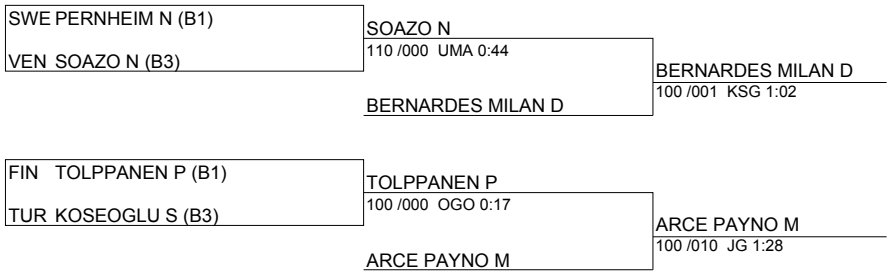 SWE PERNHEIM N (B1)
VEN SOAZO N (B3)
SOAZO N
110 /000 UMA 0:44
BERNARDES MILAN D
BERNARDES MILAN D
100 /001 KSG 1:02
FIN TOLPPANEN P (B1)
TUR KOSEOGLU S (B3)
TOLPPANEN P
100 /000 OGO 0:17
ARCE PAYNO M
ARCE PAYNO M
100 /010 JG 1:28